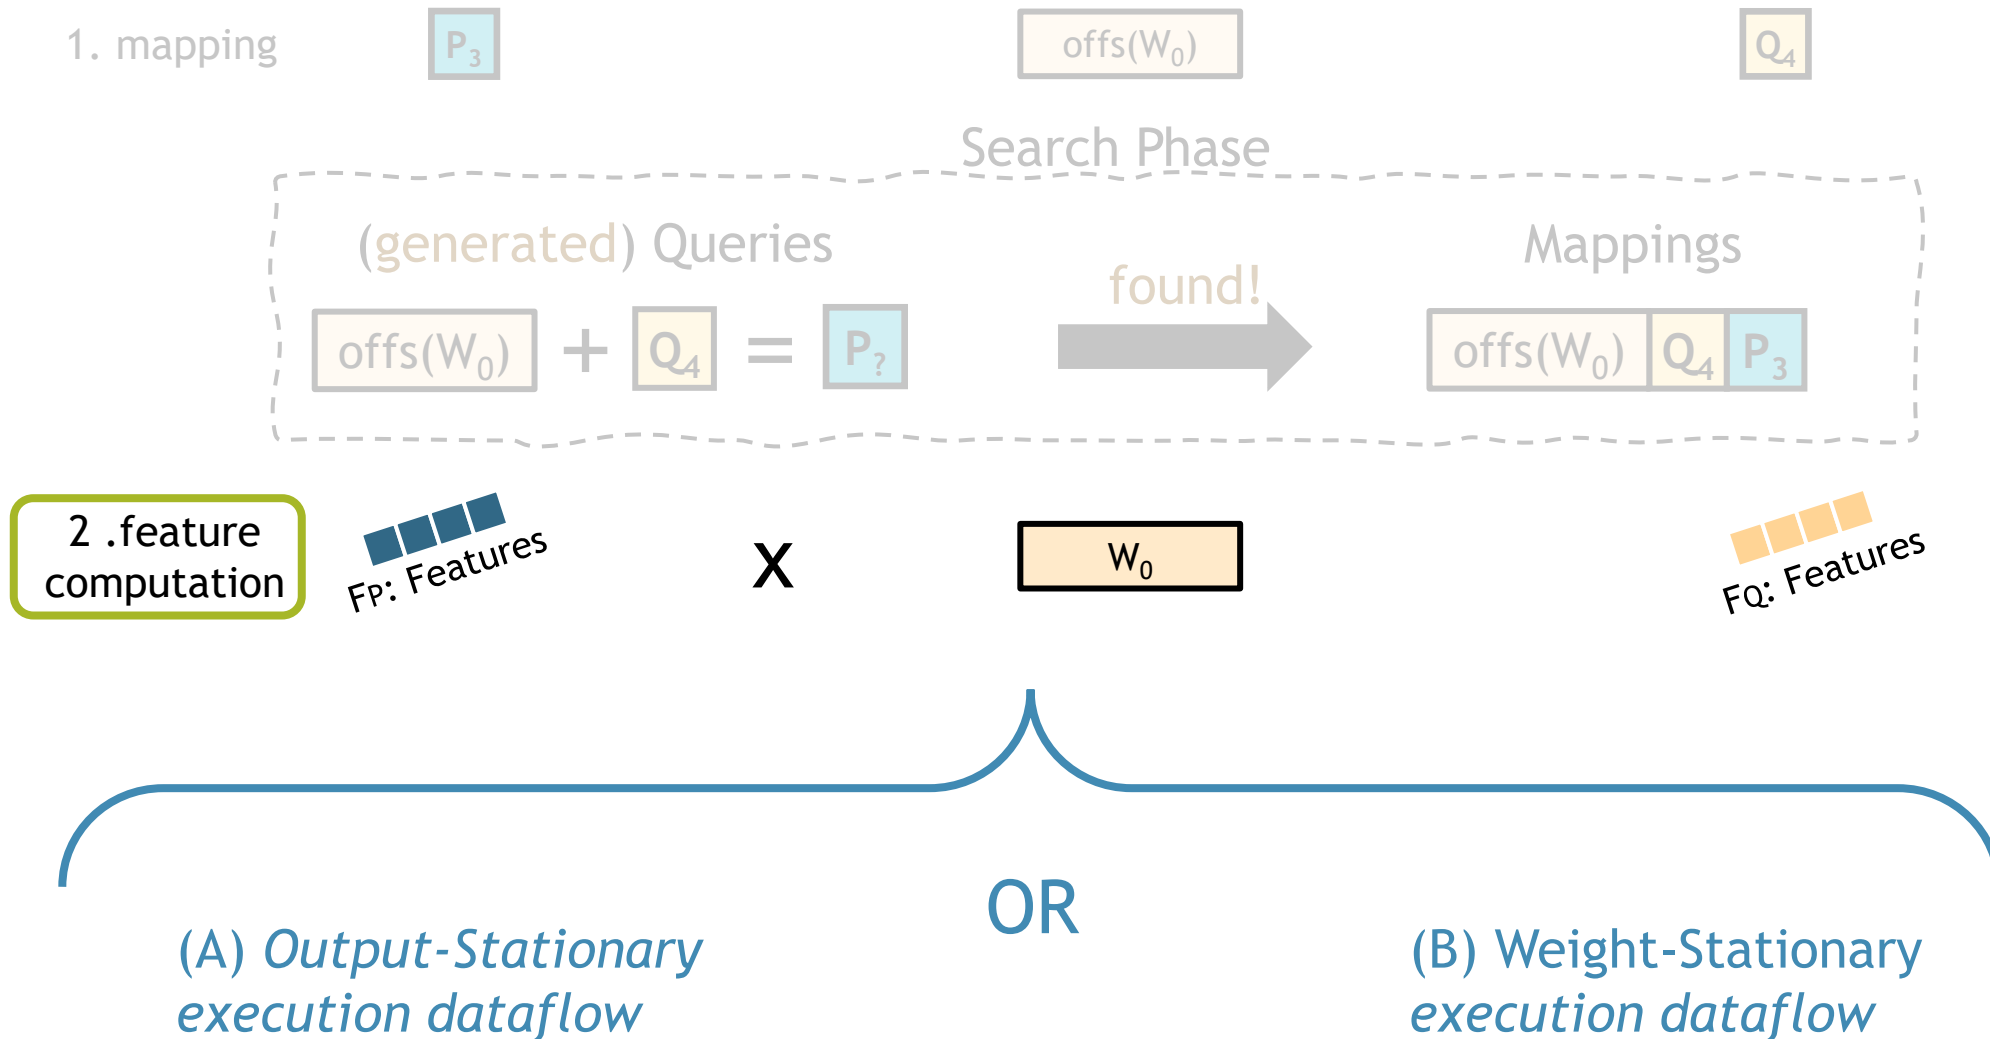 1. mapping
P₃
offs(W₀)
Q₄
Search Phase
(generated) Queries
found!
Mappings
offs(W₀) + Q₄ = P?
offs(W₀) Q₄ P₃
2 .feature
computation
FP: Features
x
W₀
FQ: Features
OR
(A) Output-Stationary
execution dataflow
(B) Weight-Stationary
execution dataflow